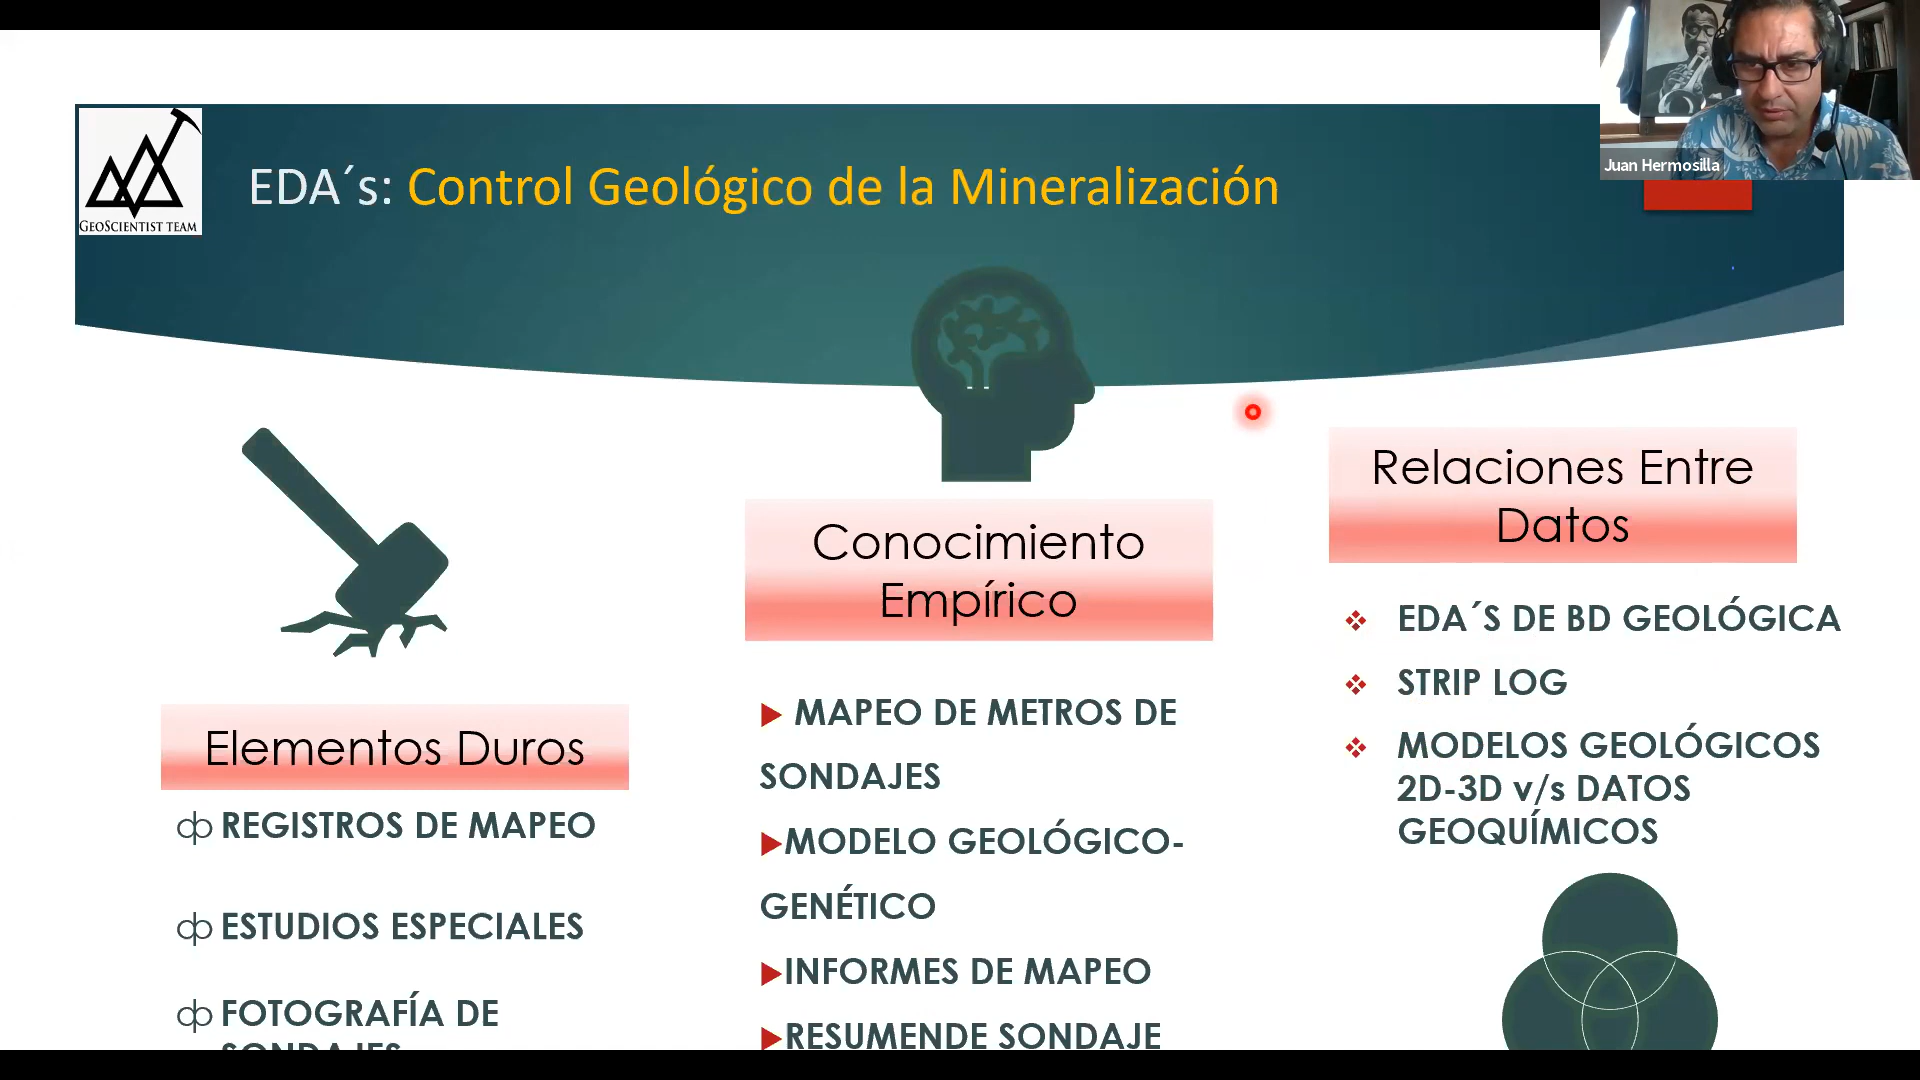 Juan Hermosilla
GEOSCIENTIST TEAM
EDA´s: Control Geológico de la Mineralización
Elementos Duros
ȸ REGISTROS DE MAPEO
ȸ ESTUDIOS ESPECIALES
ȸ FOTOGRAFÍA DE
SONDAJES
Conocimiento
Empírico
▶ MAPEO DE METROS DE
SONDAJES
▶MODELO GEOLÓGICO-
GENÉTICO
▶INFORMES DE MAPEO
▶RESUMENDE SONDAJE
Relaciones Entre
Datos
❖ EDA´S DE BD GEOLÓGICA
❖ STRIP LOG
❖ MODELOS GEOLÓGICOS
2D-3D v/s DATOS
GEOQUÍMICOS